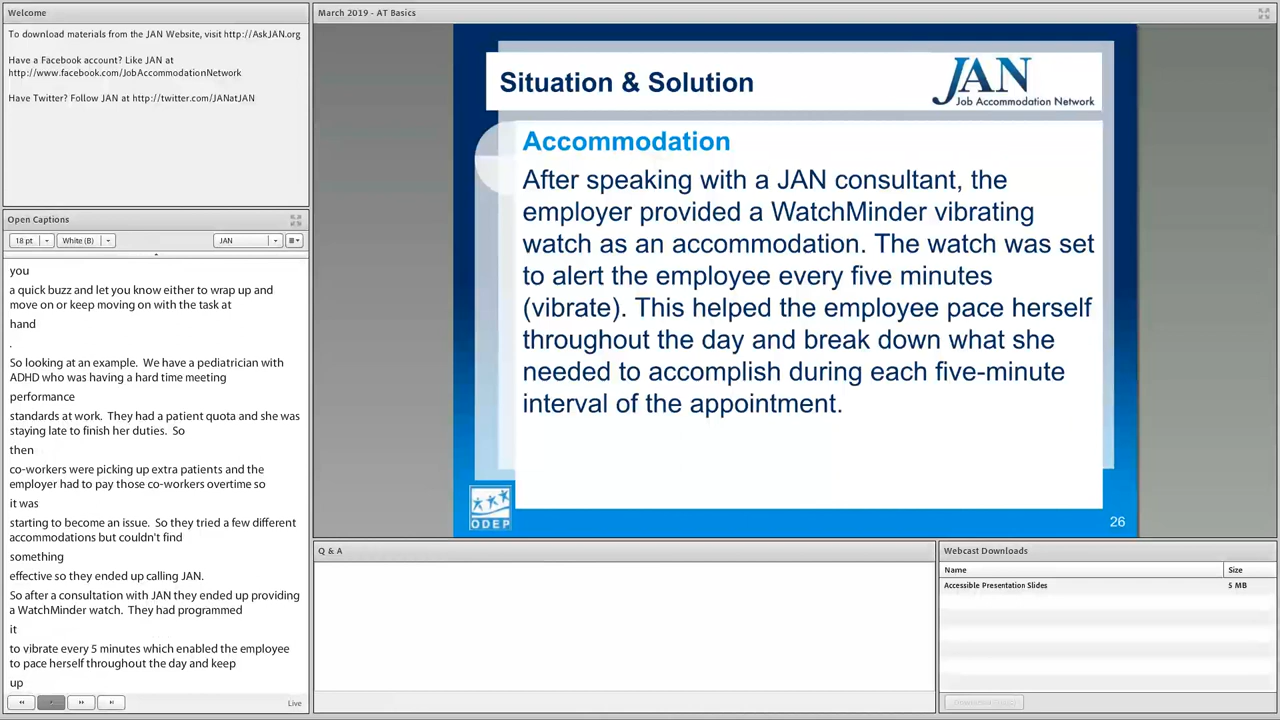 Welcome
To download materials from the JAN Website, visit http://AskJAN.org
Have a Facebook account? Like JAN at
http://www.facebook.com/JobAccommodationNetwork
Have Twitter? Follow JAN at http://twitter.com/JANatJAN
Open Captions
18 pt
White (B)
JAN
you
a quick buzz and let you know either to wrap up and
move on or keep moving on with the task at
hand
.
So looking at an example. We have a pediatrician with
ADHD who was having a hard time meeting
performance
standards at work. They had a patient quota and she was
staying late to finish her duties. So
then
co-workers were picking up extra patients and the
employer had to pay those co-workers overtime so
it was
starting to become an issue. So they tried a few different
accommodations but couldn't find
something
effective so they ended up calling JAN.
So after a consultation with JAN they ended up providing
a WatchMinder watch. They had programmed
it
to vibrate every 5 minutes which enabled the employee
to pace herself throughout the day and keep
up
Live
March 2019 - AT Basics
Situation & Solution
JAN
Job Accommodation Network
Accommodation
After speaking with a JAN consultant, the
employer provided a WatchMinder vibrating
watch as an accommodation. The watch was set
to alert the employee every five minutes
(vibrate). This helped the employee pace herself
throughout the day and break down what she
needed to accomplish during each five-minute
interval of the appointment.
ODEP
26
Q & A
Webcast Downloads
Name Size
Accessible Presentation Slides 5 MB